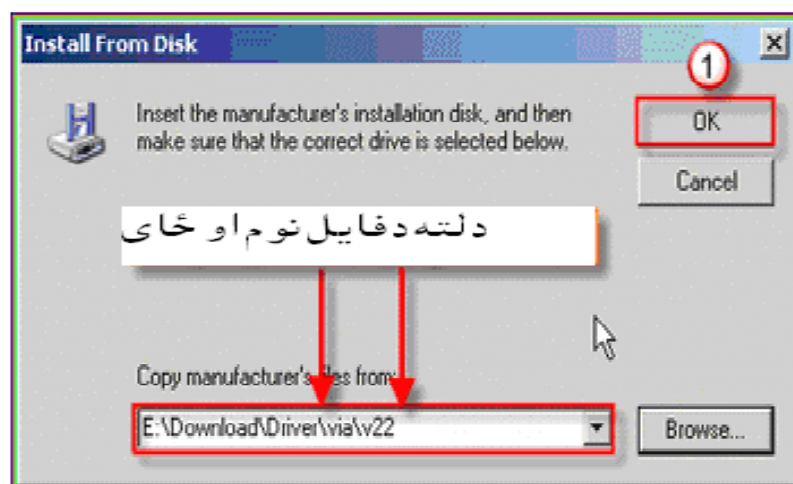 Install From Disk
1
Insert the manufacturer's installation disk, and then
make sure that the correct drive is selected below.
OK
Cancel
دلته دفایل نوم او ځای
Copy manufacturer's files from:
E:\Download\Driver\via\v22
Browse...